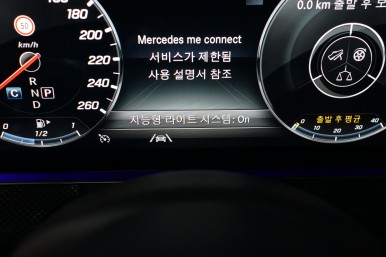 50
km/h
R
N
D
C
P
180
200
220
240
260
1/2
Mercedes me connect
서비스가 제한됨
사용 설명서 참조
지능형 라이트 시스템: On
0.0 km 출발 후 모
출발 후 평균
0 10 20 30 40